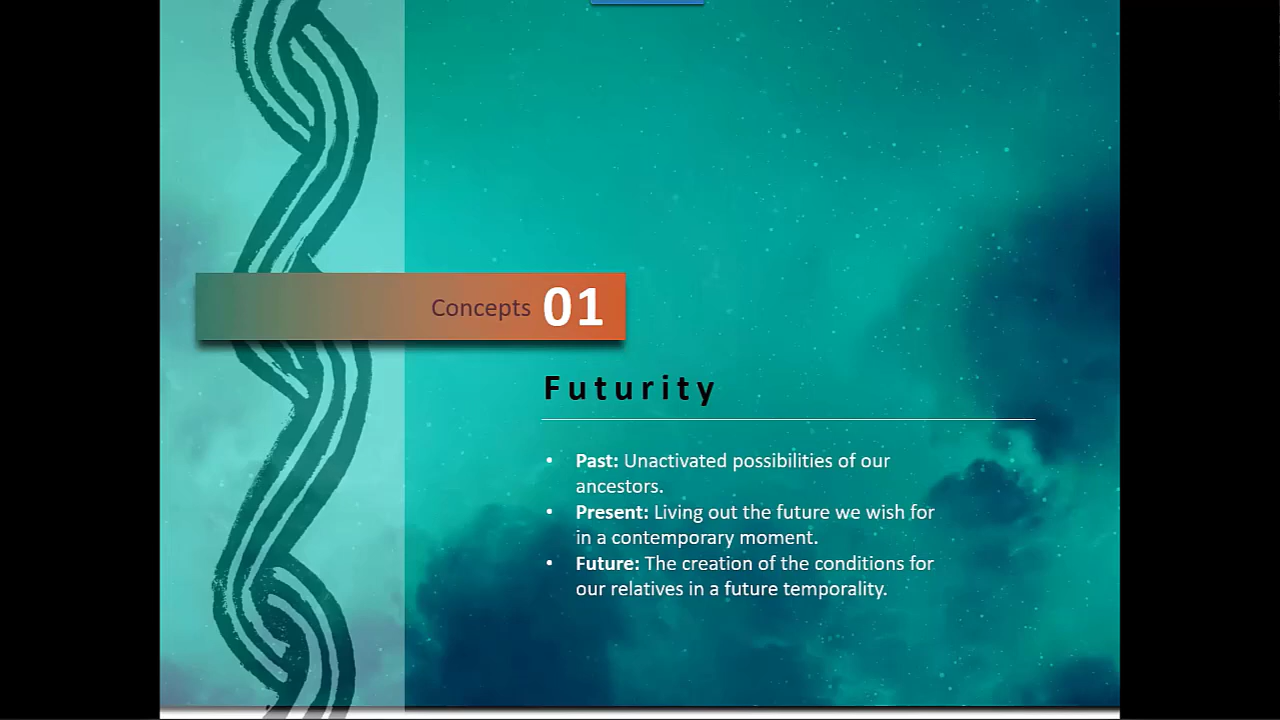 Concepts 01
Futurity
• Past: Unactivated possibilities of our
ancestors.
• Present: Living out the future we wish for
in a contemporary moment.
• Future: The creation of the conditions for
our relatives in a future temporality.